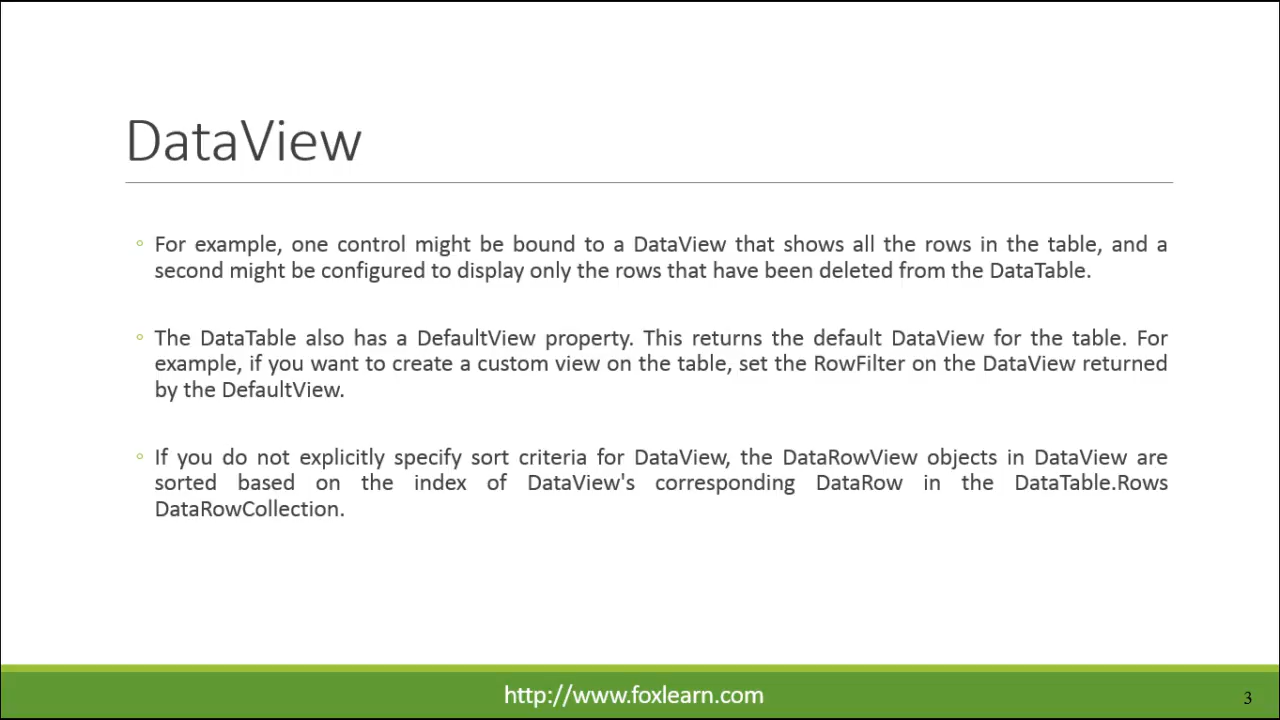 DataView
◦ For example, one control might be bound to a DataView that shows all the rows in the table, and a
second might be configured to display only the rows that have been deleted from the DataTable.
◦ The DataTable also has a DefaultView property. This returns the default DataView for the table. For
example, if you want to create a custom view on the table, set the RowFilter on the DataView returned
by the DefaultView.
◦ If you do not explicitly specify sort criteria for DataView, the DataRowView objects in DataView are
sorted based on the index of DataView's corresponding DataRow in the DataTable.Rows
DataRowCollection.
http://www.foxlearn.com
3